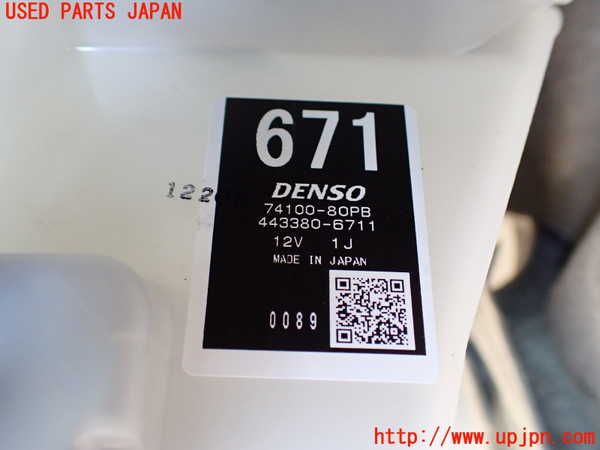 USED PARTS JAPAN
671
DENSO
74100-80PB
443380-6711
12V 1J
MADE IN JAPAN
0089
http://www.upjpn.com